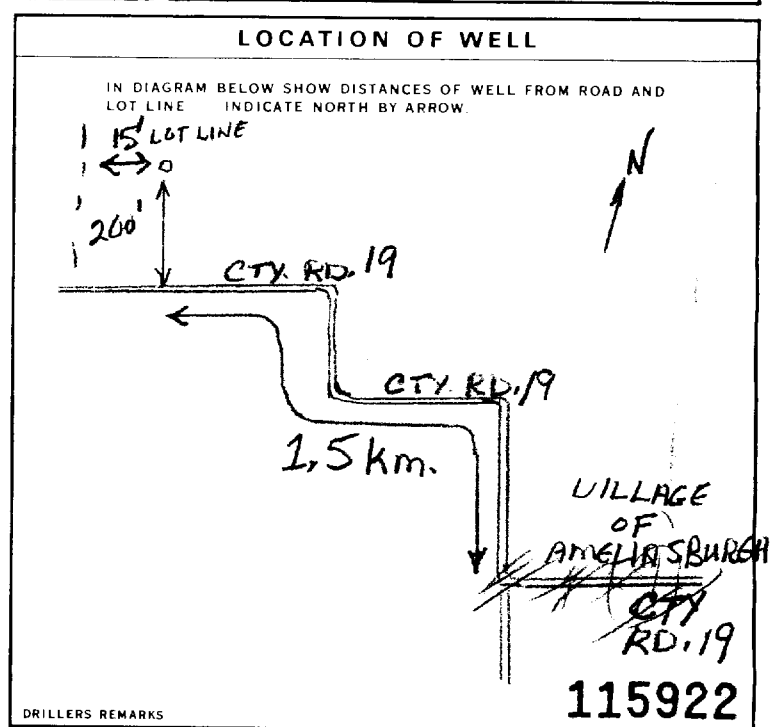 LOCATION OF WELL
IN DIAGRAM BELOW SHOW DISTANCES OF WELL FROM ROAD AND
LOT LINE INDICATE NORTH BY ARROW.
15' LOT LINE
N
200'
CTY. RD. 19
CTY. RD. 19
1,5 km.
VILLAGE
OF
AMELIASBURGH
CTY
RD. 19
115922
DRILLERS REMARKS